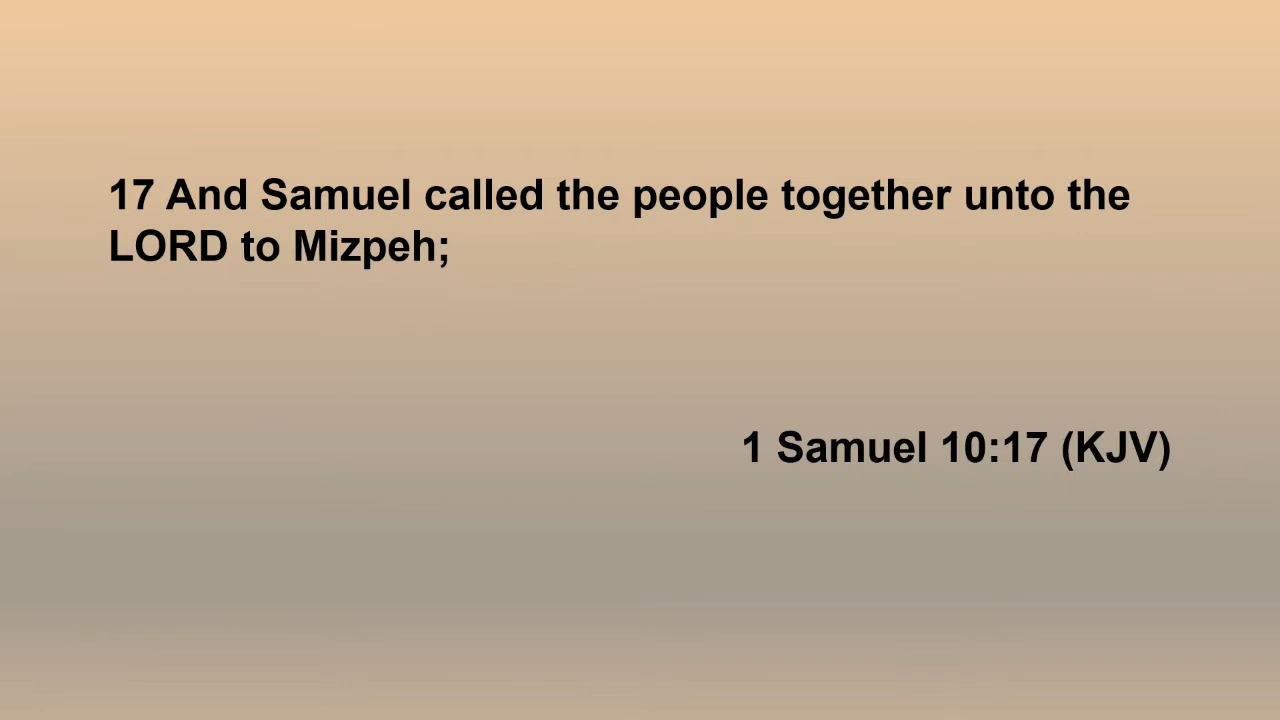 17 And Samuel called the people together unto the
LORD to Mizpeh;
1 Samuel 10:17 (KJV)